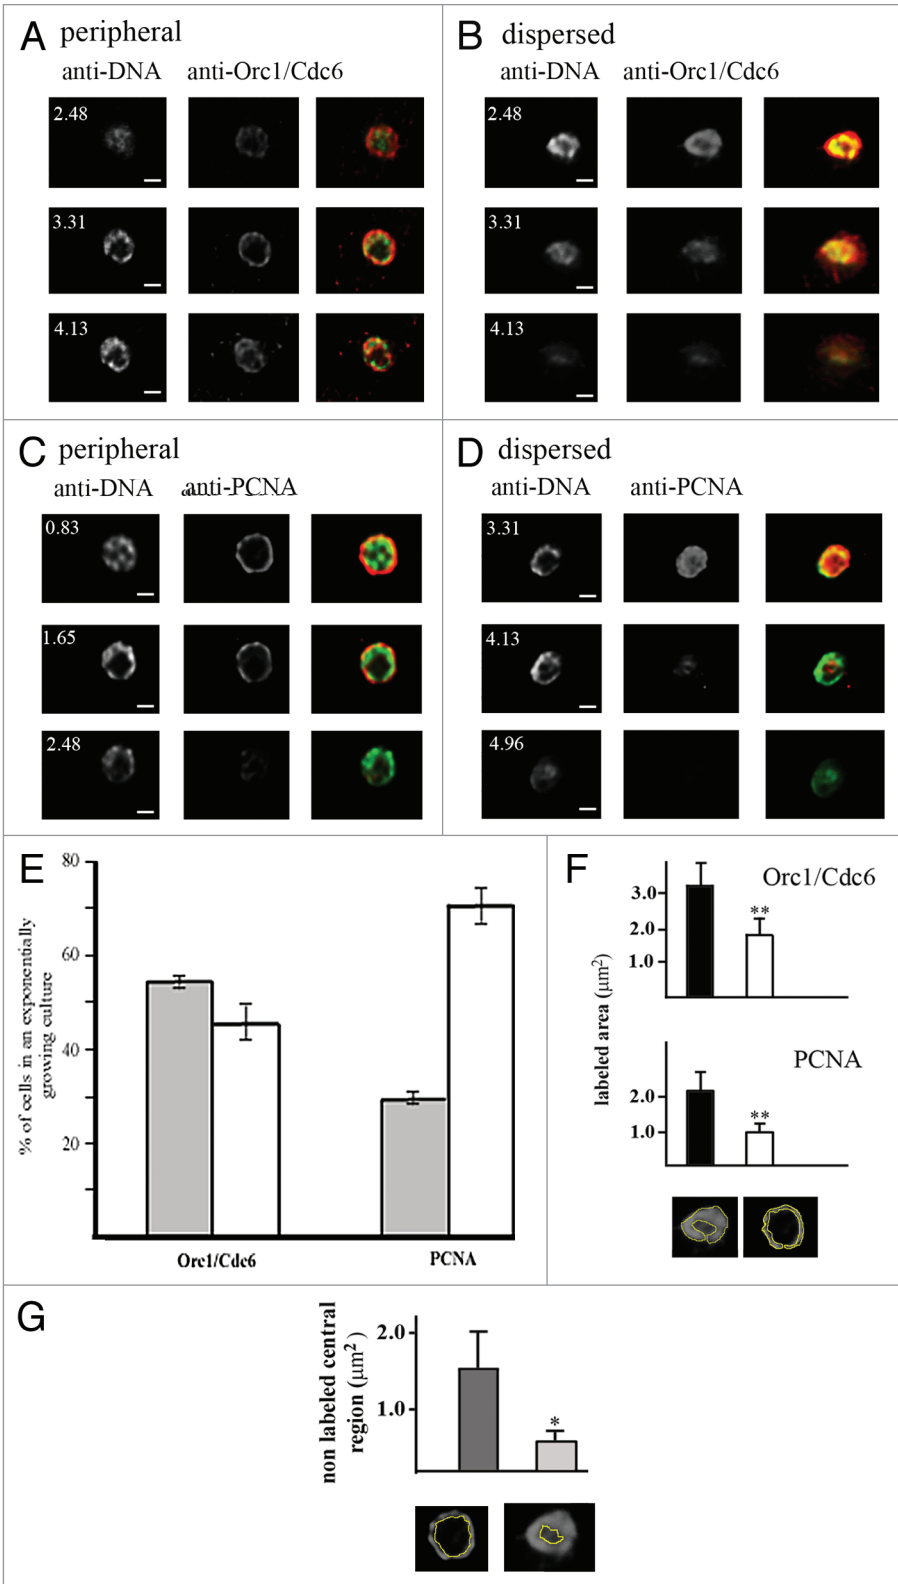 A peripheral
anti-DNA anti-Orc1/Cdc6
2.48
3.31
4.13
B dispersed
anti-DNA anti-Orc1/Cdc6
2.48
3.31
4.13
C peripheral
anti-DNA anti-PCNA
0.83
1.65
2.48
D dispersed
anti-DNA anti-PCNA
3.31
4.13
4.96
E
% of cells in an exponentially
growing culture
80
60
40
20
Orc1/Cdc6 PCNA
F
labeled area (µm²)
Orc1/Cdc6
3.0
2.0
1.0
**
PCNA
2.0
1.0
**
G
non labeled central
region (µm²)
2.0
1.0
*